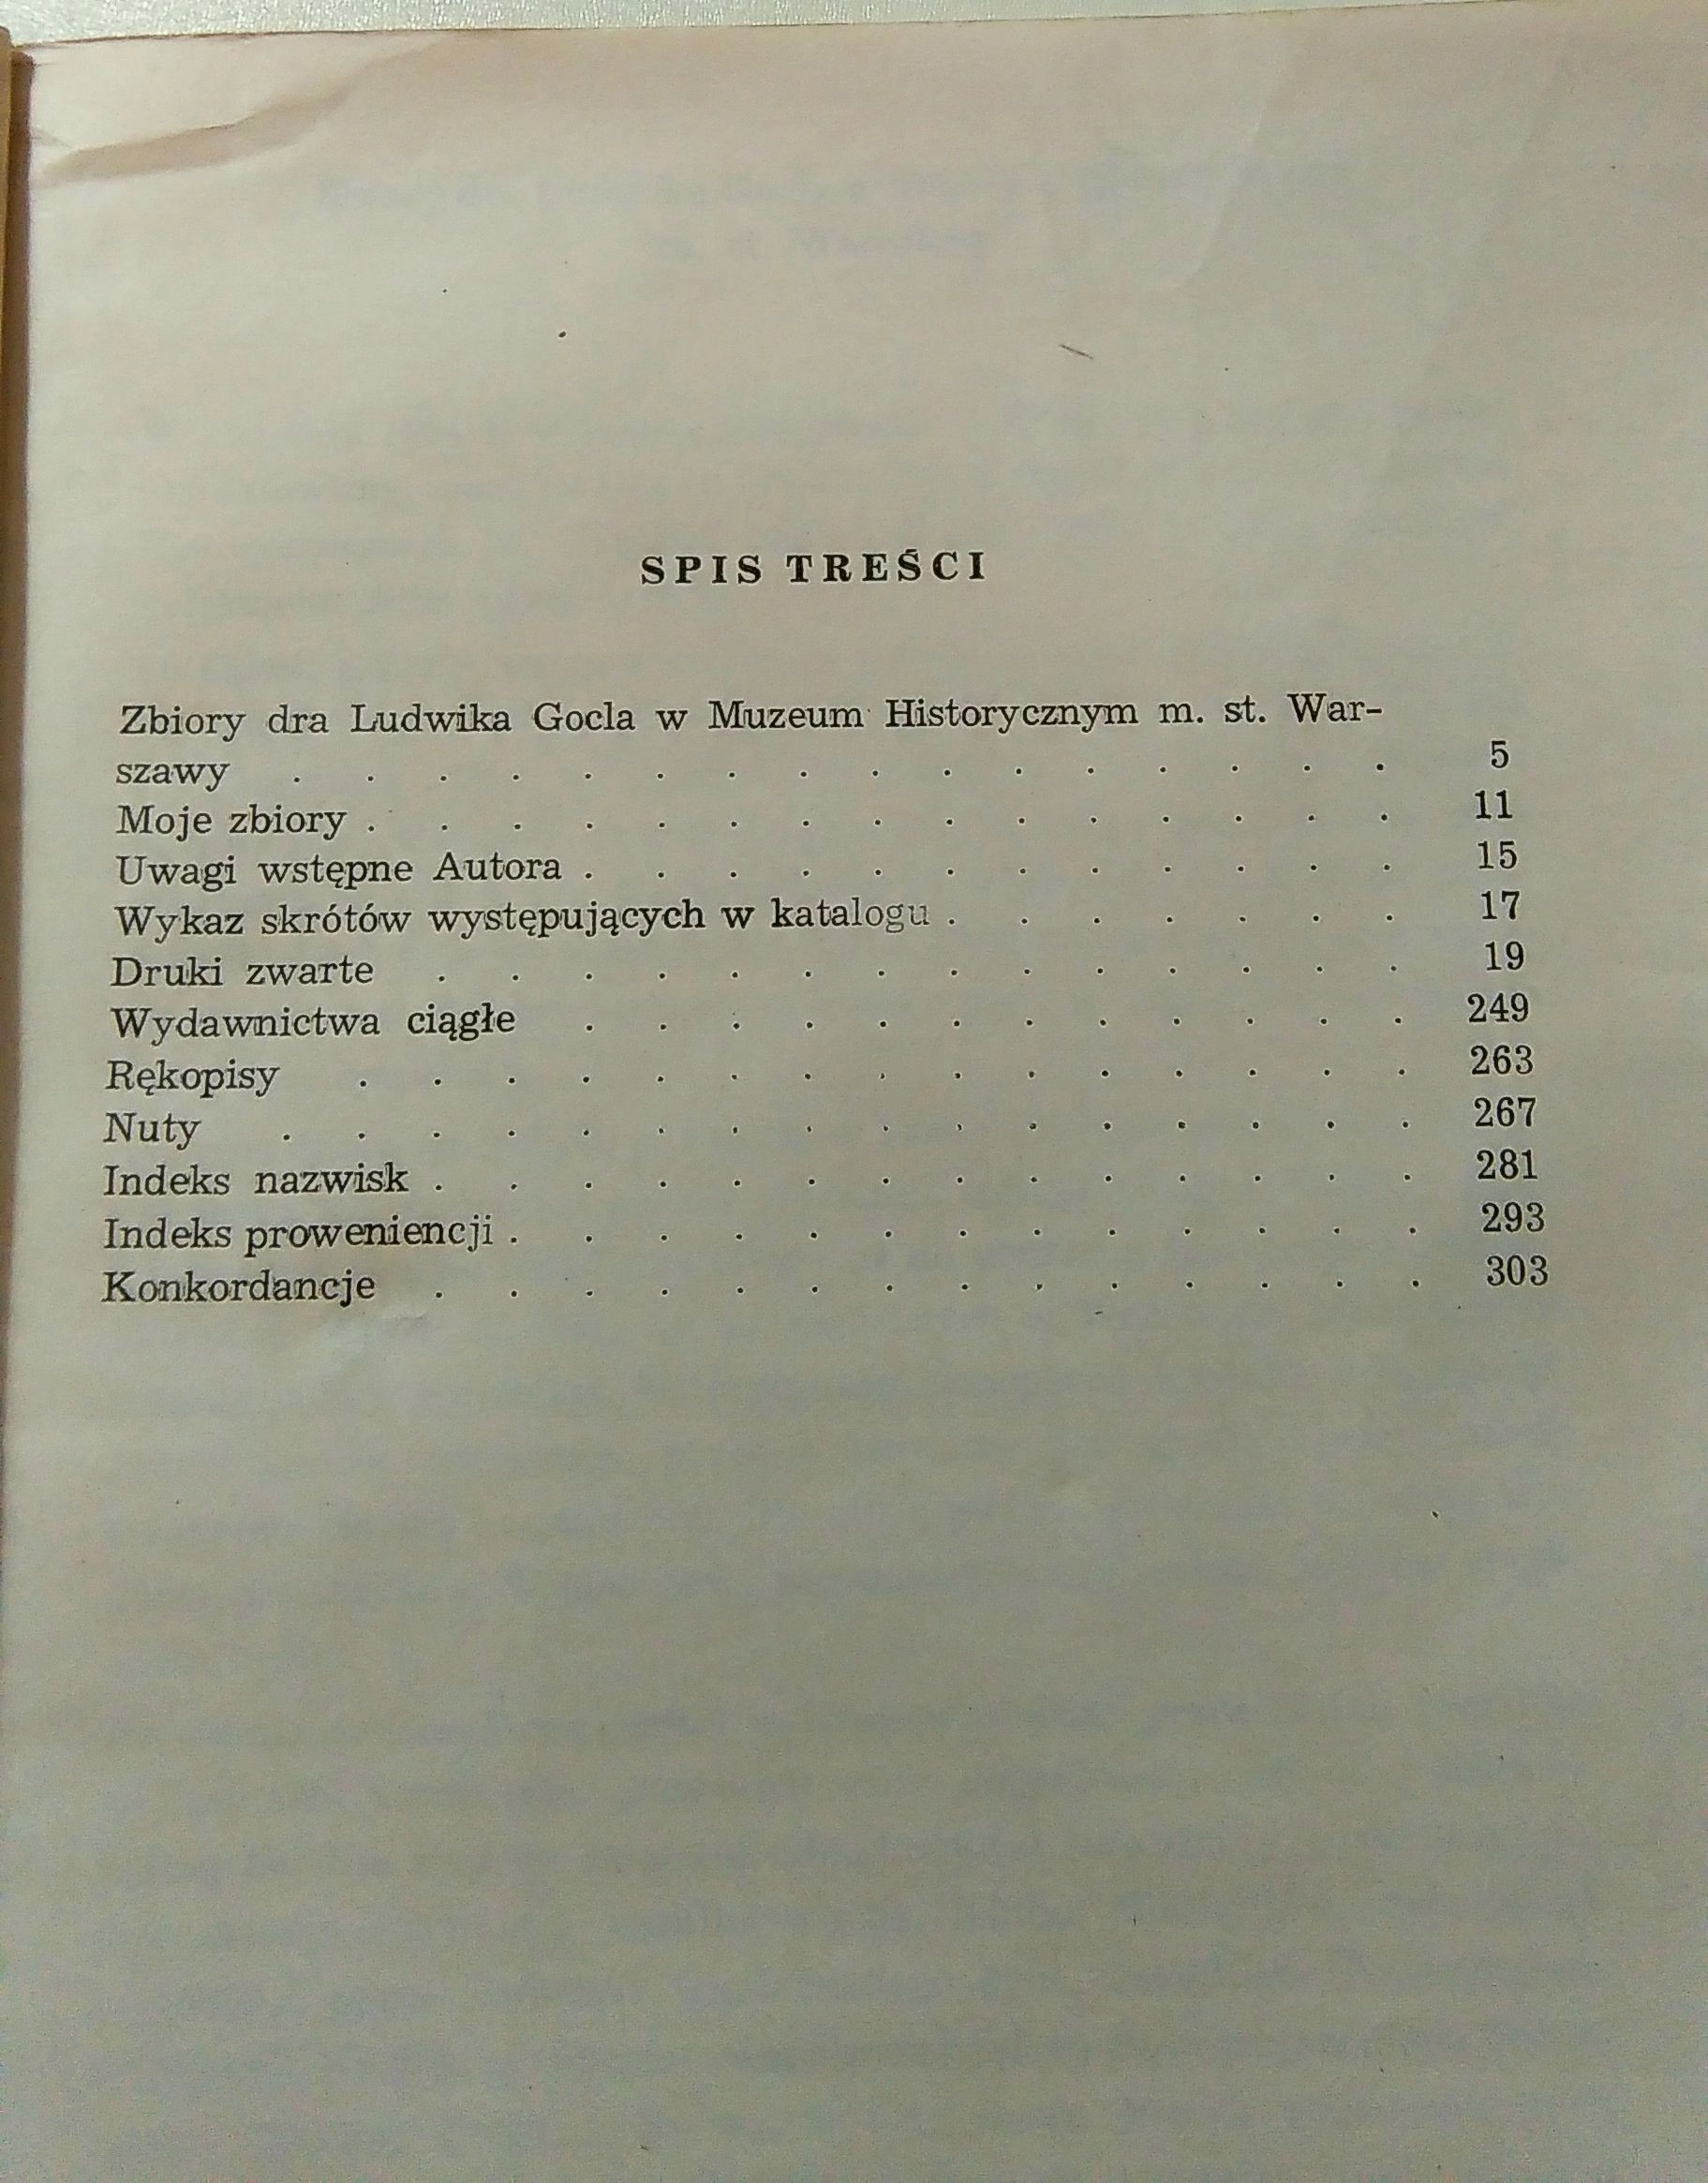 SPIS TREŚCI
Zbiory dra Ludwika Gocla w Muzeum Historycznym m. st. War-
szawy . . . . . . . . . . . . . . . . 5
Moje zbiory . . . . . . . . . . . . . . . 11
Uwagi wstępne Autora . . . . . . . . . . . . 15
Wykaz skrótów występujących w katalogu . . . . . . . 17
Druki zwarte . . . . . . . . . . . . . . 19
Wydawnictwa ciągłe . . . . . . . . . . . . 249
Rękopisy . . . . . . . . . . . . . . . 263
Nuty . . . . . . . . . . . . . . . . 267
Indeks nazwisk . . . . . . . . . . . . . . 281
Indeks proweniencji . . . . . . . . . . . . . 293
Konkordancje . . . . . . . . . . . . . . 303